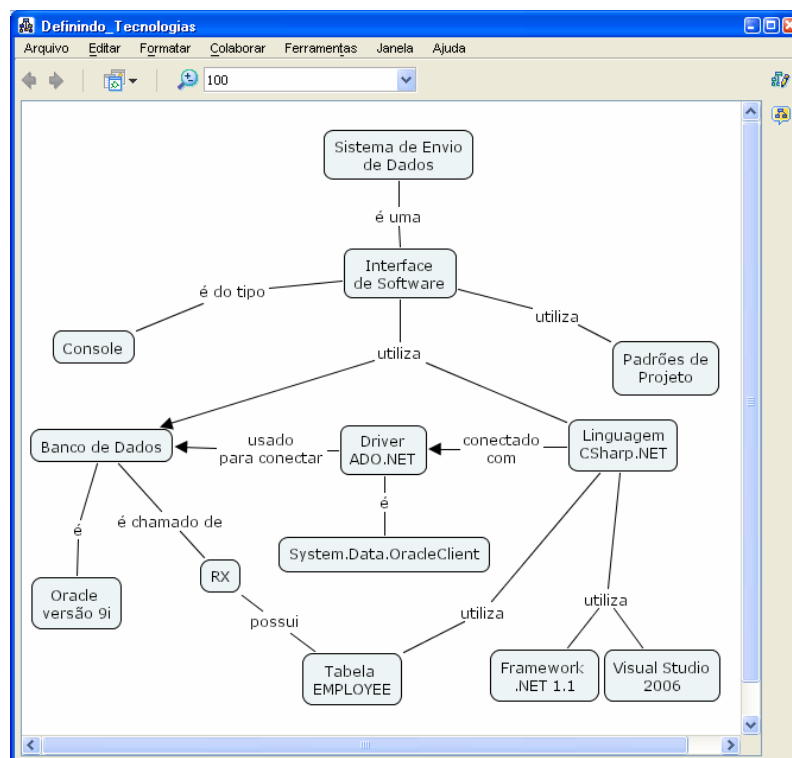 Definindo_Tecnologias
Arquivo Editar Formatar Colaborar Ferramentas Janela Ajuda
100
Sistema de Envio
de Dados
é uma
Interface
de Software
é do tipo
utiliza
Console
utiliza
Padrões de
Projeto
Banco de Dados
usado
para conectar
Driver
ADO.NET
conectado
com
Linguagem
CSharp.NET
é
é chamado de
é
System.Data.OracleClient
RX
Oracle
versão 9i
possui
utiliza
utiliza
Tabela
EMPLOYEE
Framework
.NET 1.1
Visual Studio
2006